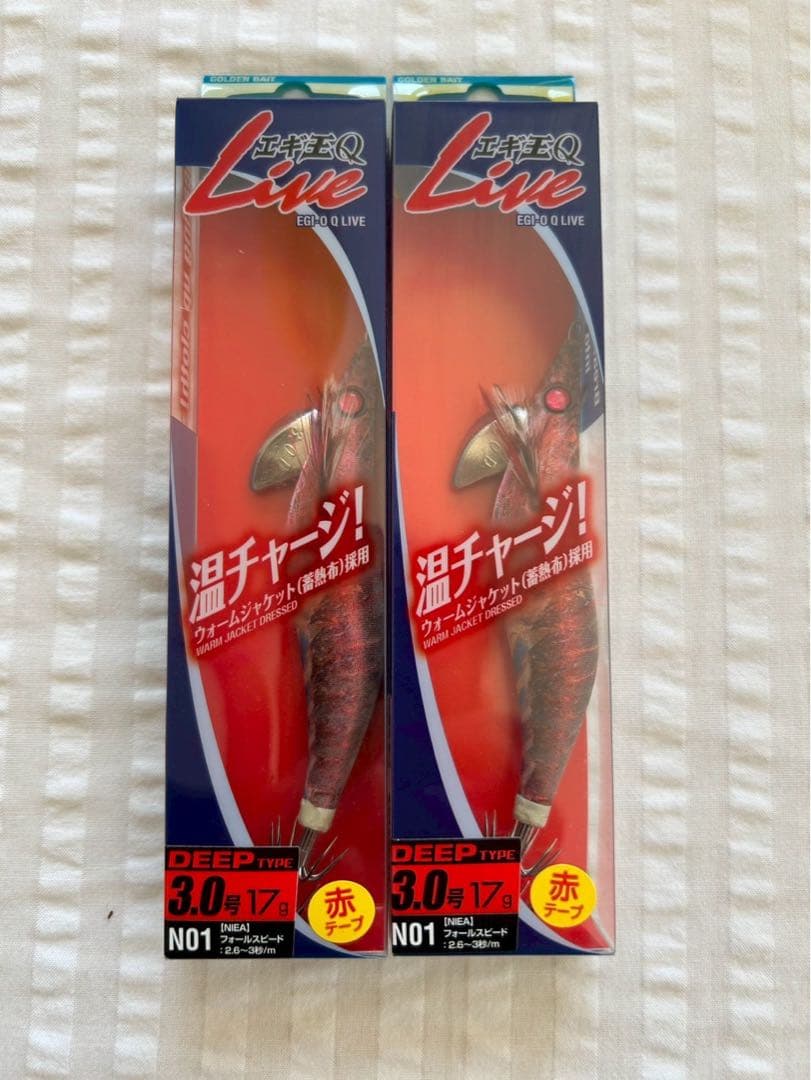 GOLDEN BAIT
エギ王Q
Live
EGI-O Q LIVE
温チャージ!
ウォームジャケット(蓄熱布)採用
WARM JACKET DRESSED
DEEP TYPE
3.0号 17g
N01
【NIEA】
フォールスピード
:2.6~3秒/m
赤
テープ
GOLDEN BAIT
エギ王Q
Live
EGI-O Q LIVE
温チャージ!
ウォームジャケット(蓄熱布)採用
WARM JACKET DRESSED
DEEP TYPE
3.0号 17g
N01
【NIEA】
フォールスピード
:2.6~3秒/m
赤
テープ